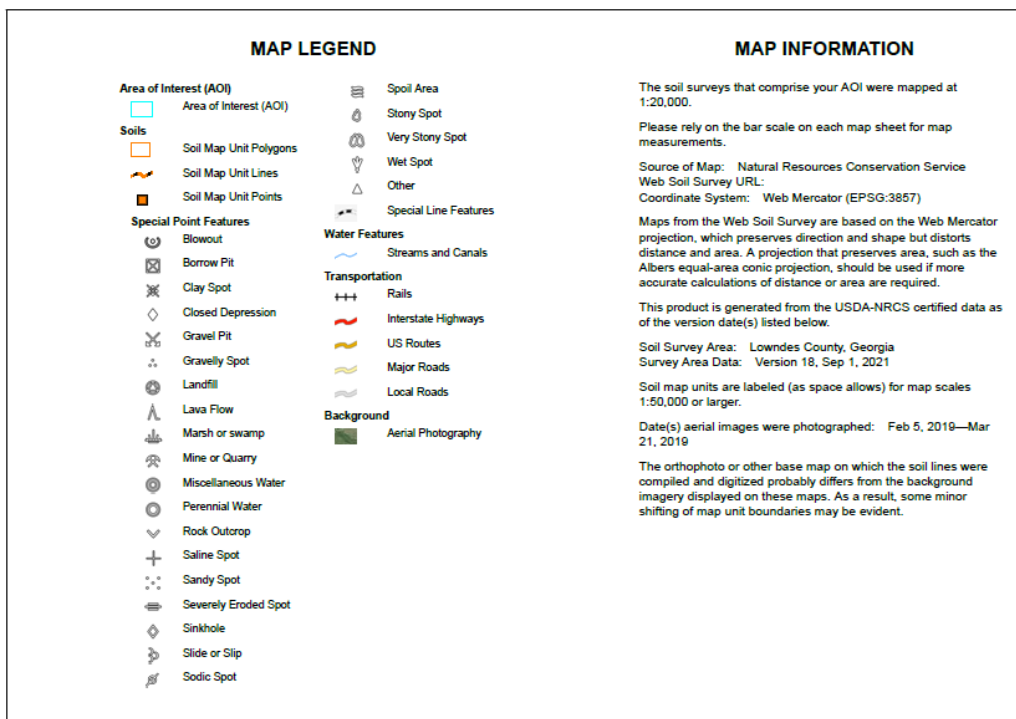 MAP LEGEND
Area of Interest (AOI)
Area of Interest (AOI)
Soils
Soil Map Unit Polygons
Soil Map Unit Lines
Soil Map Unit Points
Special Point Features
Blowout
Borrow Pit
Clay Spot
Closed Depression
Gravel Pit
Gravelly Spot
Landfill
Lava Flow
Marsh or swamp
Mine or Quarry
Miscellaneous Water
Perennial Water
Rock Outcrop
Saline Spot
Sandy Spot
Severely Eroded Spot
Sinkhole
Slide or Slip
Sodic Spot
Spoil Area
Stony Spot
Very Stony Spot
Wet Spot
Other
Special Line Features
Water Features
Streams and Canals
Transportation
Rails
Interstate Highways
US Routes
Major Roads
Local Roads
Background
Aerial Photography
MAP INFORMATION
The soil surveys that comprise your AOI were mapped at
1:20,000.
Please rely on the bar scale on each map sheet for map
measurements.
Source of Map: Natural Resources Conservation Service
Web Soil Survey URL:
Coordinate System: Web Mercator (EPSG:3857)
Maps from the Web Soil Survey are based on the Web Mercator
projection, which preserves direction and shape but distorts
distance and area. A projection that preserves area, such as the
Albers equal-area conic projection, should be used if more
accurate calculations of distance or area are required.
This product is generated from the USDA-NRCS certified data as
of the version date(s) listed below.
Soil Survey Area: Lowndes County, Georgia
Survey Area Data: Version 18, Sep 1, 2021
Soil map units are labeled (as space allows) for map scales
1:50,000 or larger.
Date(s) aerial images were photographed: Feb 5, 2019—Mar
21, 2019
The orthophoto or other base map on which the soil lines were
compiled and digitized probably differs from the background
imagery displayed on these maps. As a result, some minor
shifting of map unit boundaries may be evident.